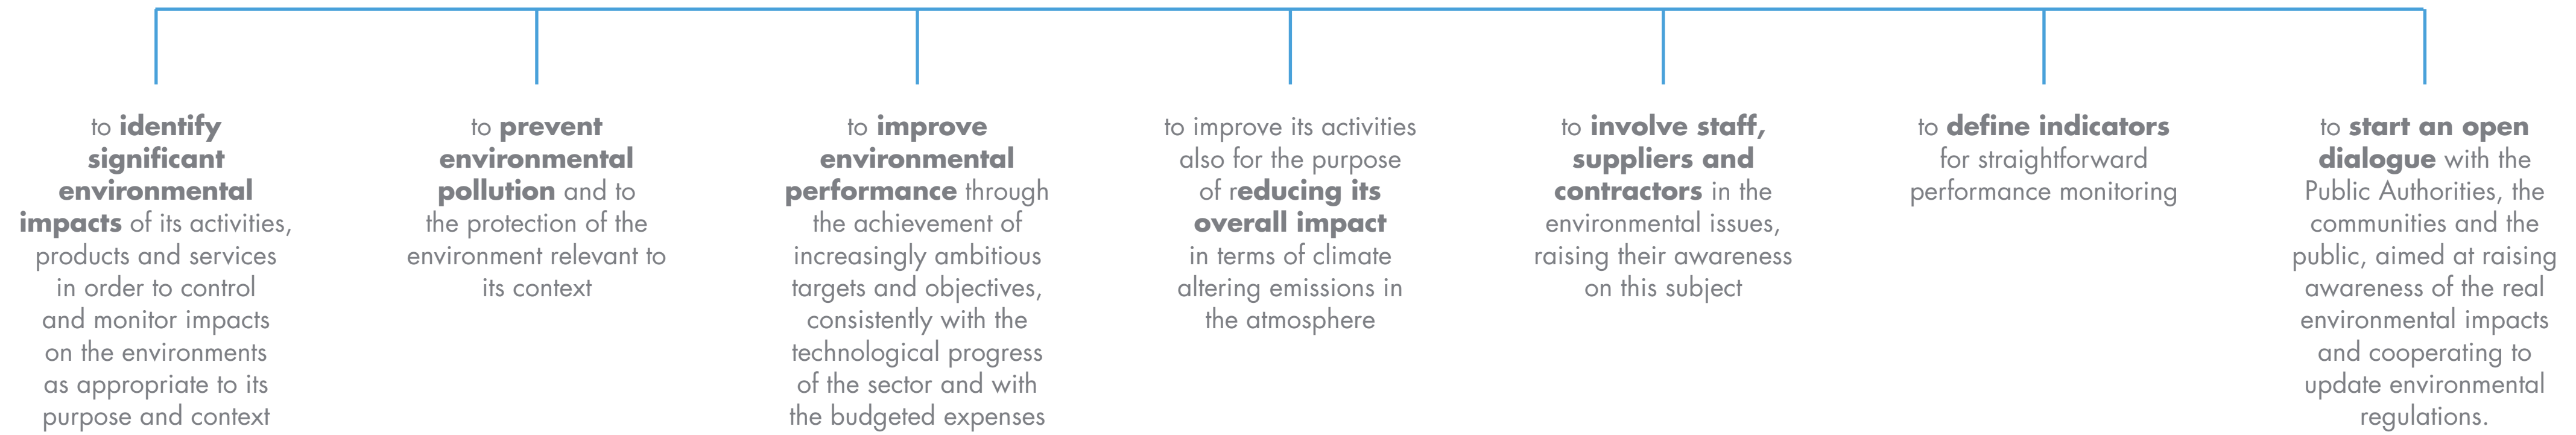 to identify
significant
environmental
impacts of its activities,
products and services
in order to control
and monitor impacts
on the environments
as appropriate to its
purpose and context
to prevent
environmental
pollution and to
the protection of the
environment relevant to
its context
to improve
environmental
performance through
the achievement of
increasingly ambitious
targets and objectives,
consistently with the
technological progress
of the sector and with
the budgeted expenses
to improve its activities
also for the purpose
of reducing its
overall impact
in terms of climate
altering emissions in
the atmosphere
to involve staff,
suppliers and
contractors in the
environmental issues,
raising their awareness
on this subject
to define indicators
for straightforward
performance monitoring
to start an open
dialogue with the
Public Authorities, the
communities and the
public, aimed at raising
awareness of the real
environmental impacts
and cooperating to
update environmental
regulations.